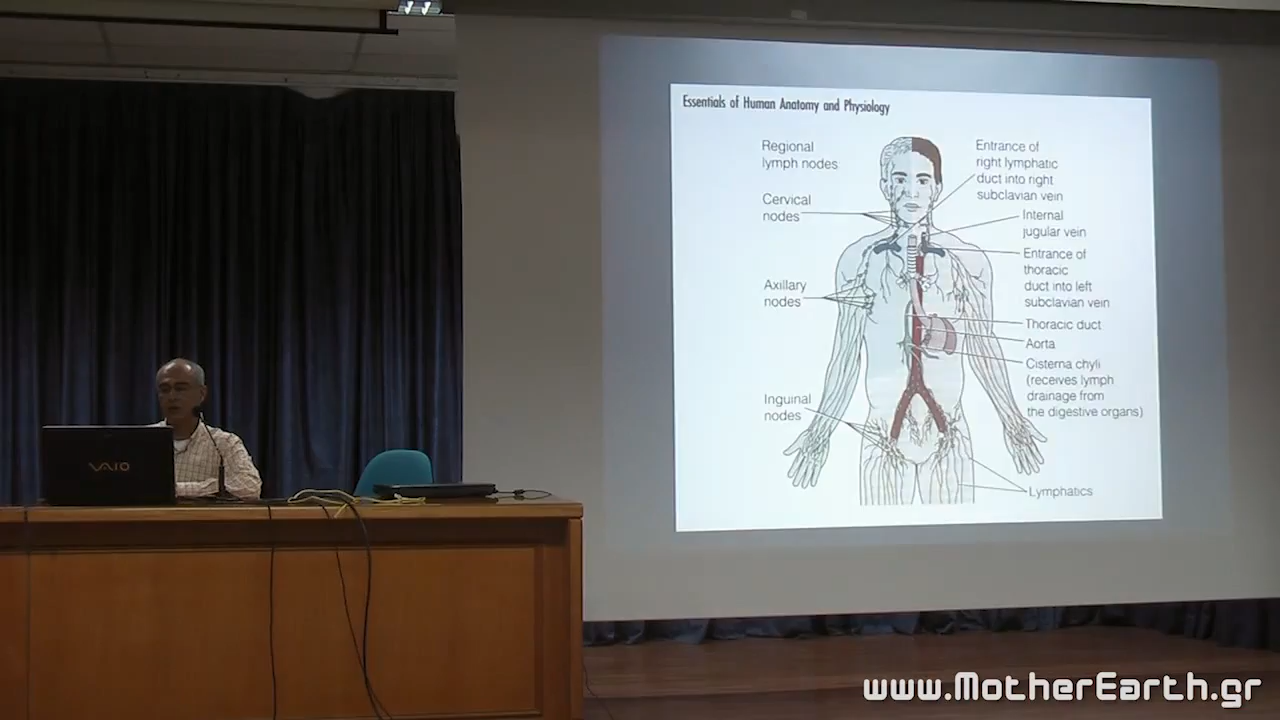 Essentials of Human Anatomy and Physiology
Regional
lymph nodes
Cervical
nodes
Axillary
nodes
Inguinal
nodes
Entrance of
right lymphatic
duct into right
subclavian vein
Internal
jugular vein
Entrance of
thoracic
duct into left
subclavian vein
Thoracic duct
Aorta
Cisterna chyli
(receives lymph
drainage from
the digestive organs)
Lymphatics
VAIO
www.MotherEarth.gr